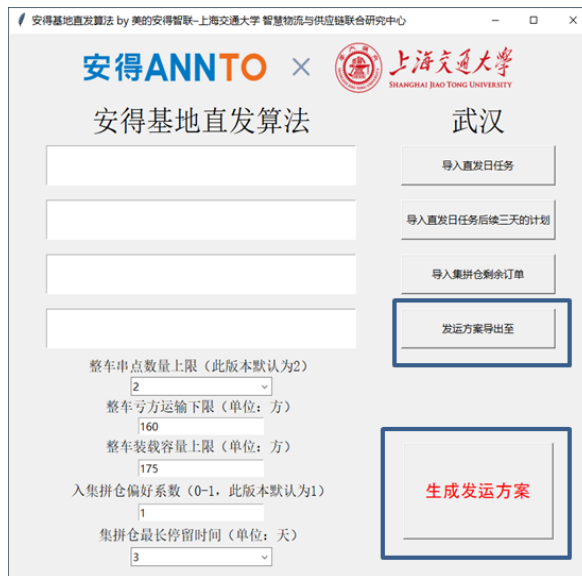 安得基地直发算法 by 美的安得智联-上海交通大学 智慧物流与供应链联合研究中心
安得ANNTO × 上海交通大学
SHANGHAI JIAO TONG UNIVERSITY
安得基地直发算法 武汉
导入直发日任务
导入直发日任务后续三天的计划
导入集拼仓剩余订单
发运方案导出至
整车串点数量上限（此版本默认为2）
2
整车亏方运输下限（单位：方）
160
整车装载容量上限（单位：方）
175
入集拼仓偏好系数（0-1，此版本默认为1）
1
集拼仓最长停留时间（单位：天）
3
生成发运方案